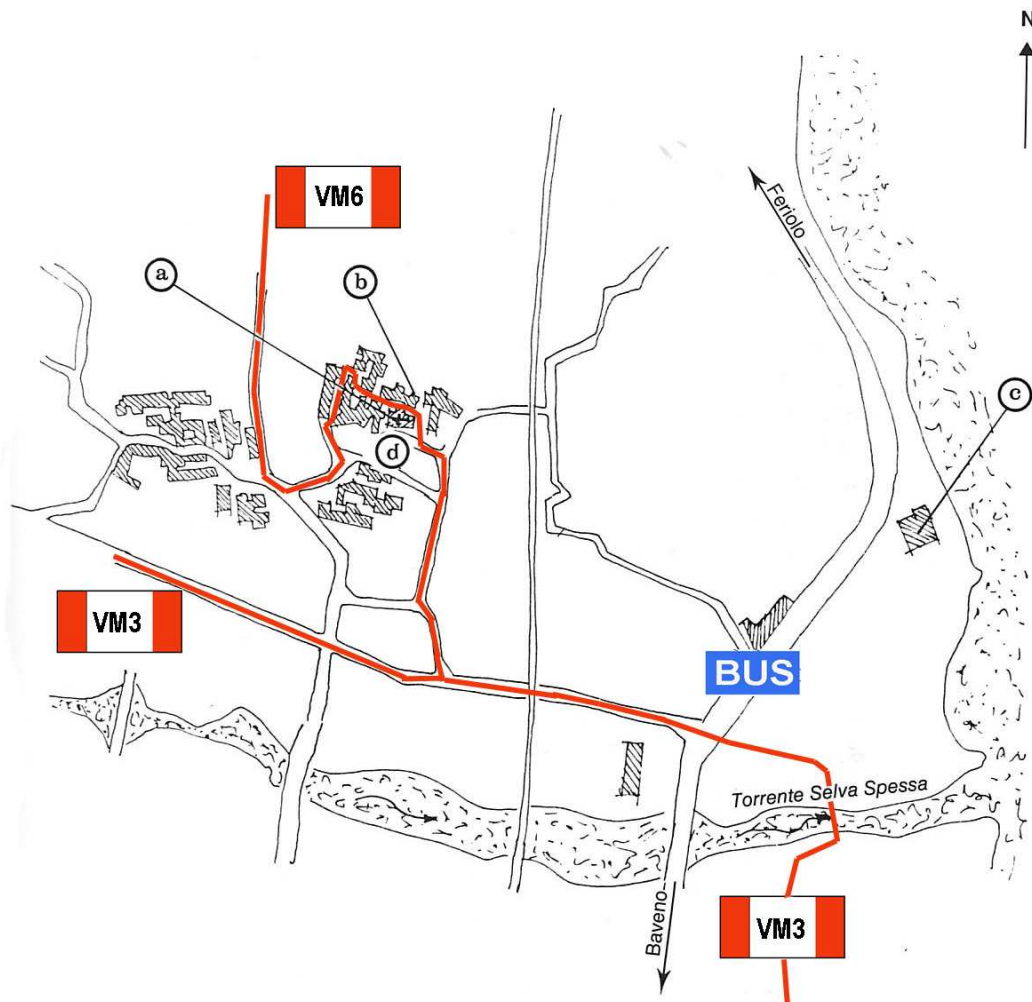 N
VM6
Feriolo
a
b
c
d
VM3
BUS
Torrente Selva Spessa
Baveno
VM3